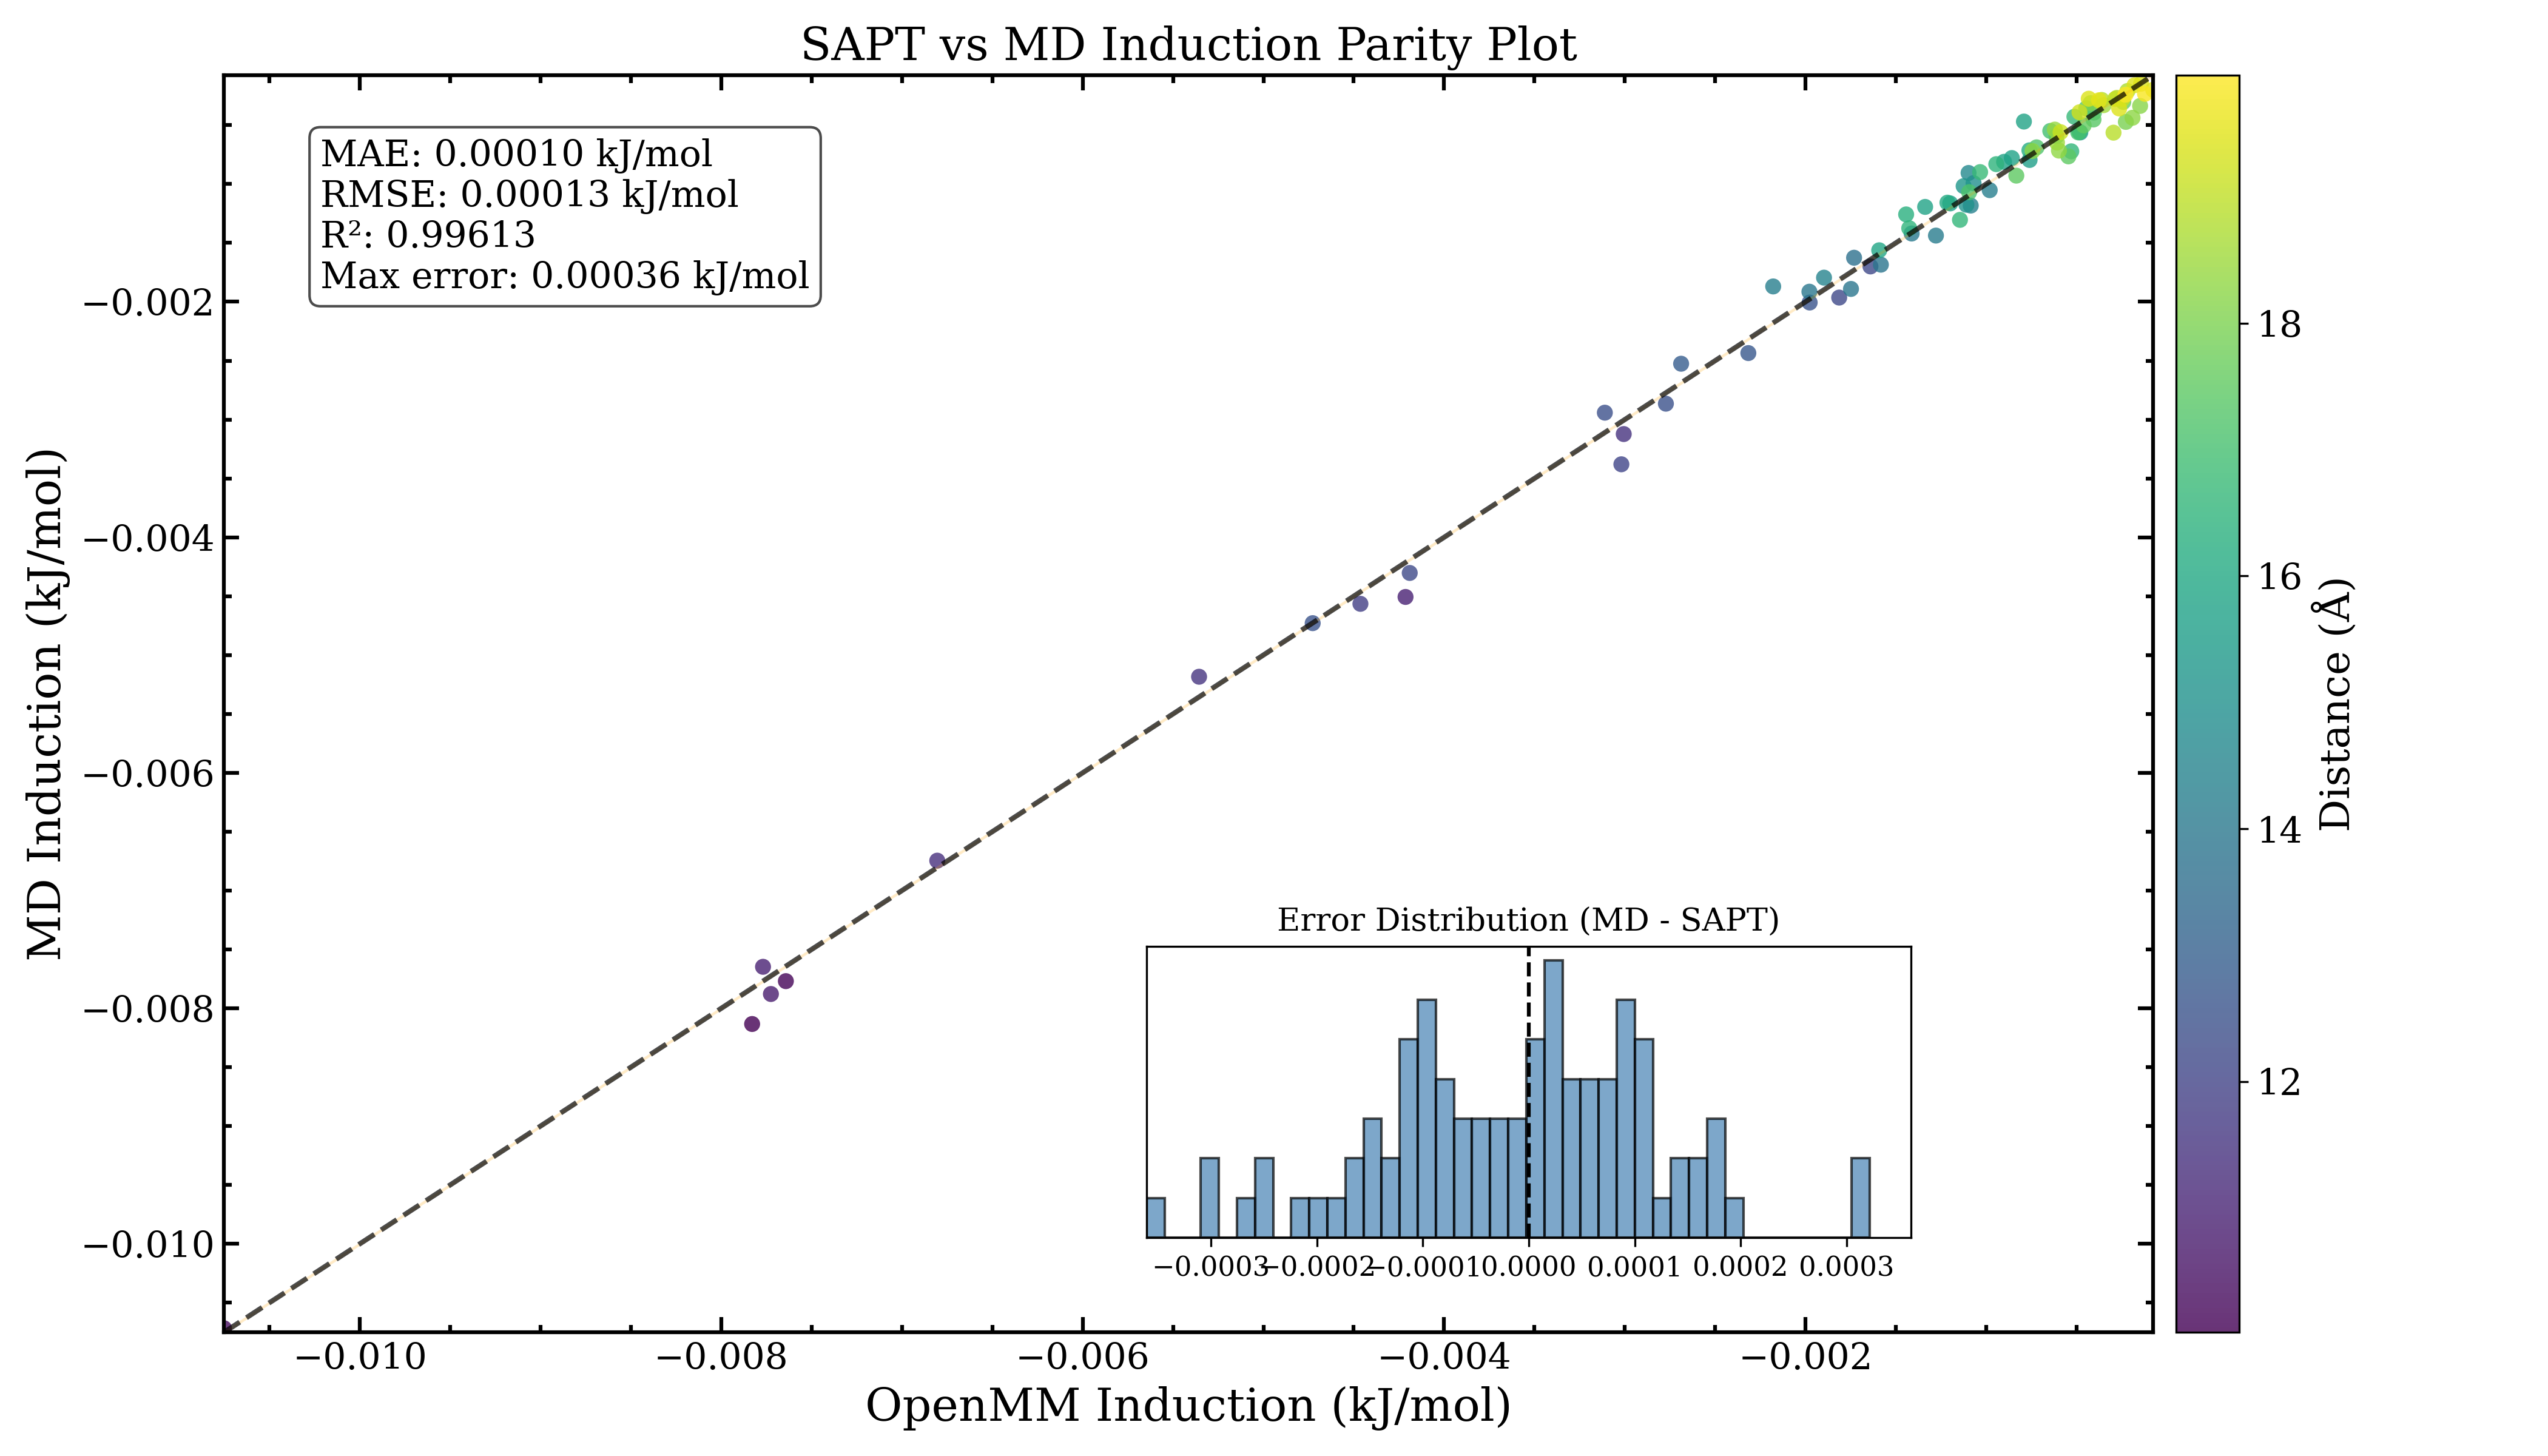 SAPT vs MD Induction Parity Plot
MAE: 0.00010 kJ/mol
RMSE: 0.00013 kJ/mol
R²: 0.99613
Max error: 0.00036 kJ/mol
MD Induction (kJ/mol)
−0.002
−0.004
−0.006
−0.008
−0.010
Error Distribution (MD - SAPT)
−0.0003 −0.0002 −0.0001 0.0000 0.0001 0.0002 0.0003
−0.010 −0.008 −0.006 −0.004 −0.002
OpenMM Induction (kJ/mol)
18
16
14
12
Distance (Å)